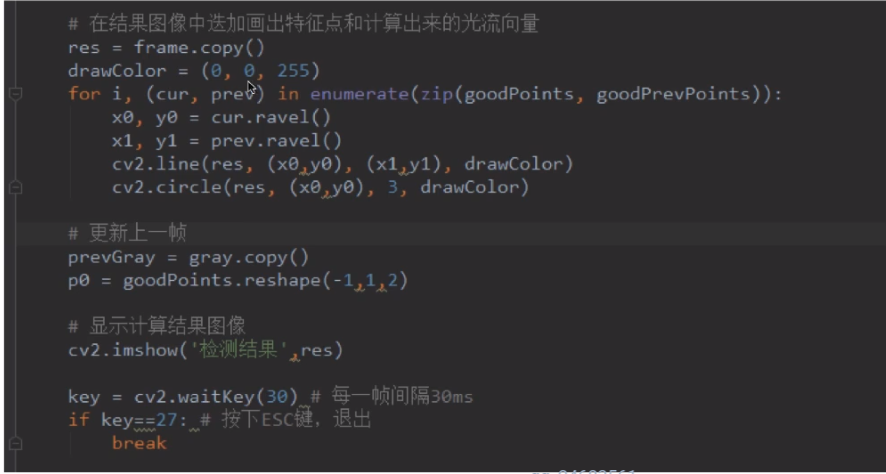 # 在结果图像中迭加画出特征点和计算出来的光流向量
res = frame.copy()
drawColor = (0, 0, 255)
for i, (cur, prev) in enumerate(zip(goodPoints, goodPrevPoints)):
    x0, y0 = cur.ravel()
    x1, y1 = prev.ravel()
    cv2.line(res, (x0,y0), (x1,y1), drawColor)
    cv2.circle(res, (x0,y0), 3, drawColor)
# 更新上一帧
prevGray = gray.copy()
p0 = goodPoints.reshape(-1,1,2)
# 显示计算结果图像
cv2.imshow('检测结果',res)
key = cv2.waitKey(30) # 每一帧间隔30ms
if key==27: # 按下ESC键，退出
    break